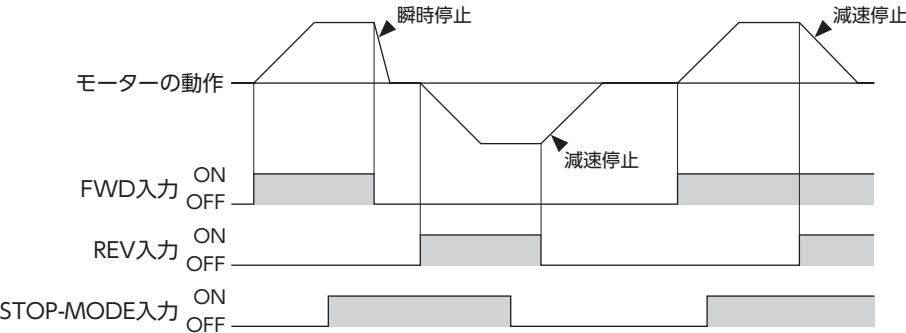 瞬時停止
減速停止
モーターの動作
減速停止
FWD入力
ON
OFF
REV入力
ON
OFF
STOP-MODE入力
ON
OFF